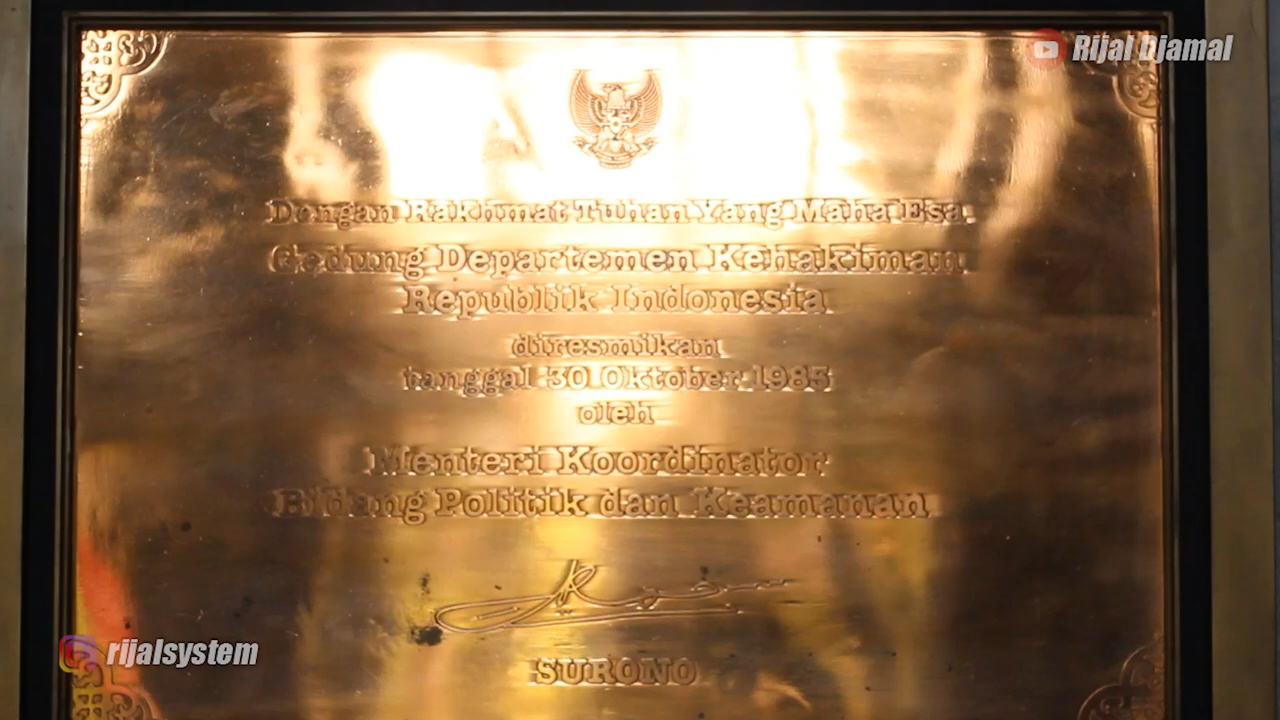 Rijal Djamal
Dengan Rakhmat Tuhan Yang Maha Esa
Gedung Departemen Kehakiman
Republik Indonesia
diresmikan
tanggal 30 Oktober 1985
oleh
Menteri Koordinator
Bidang Politik dan Keamanan
SURONO
rijalsystem